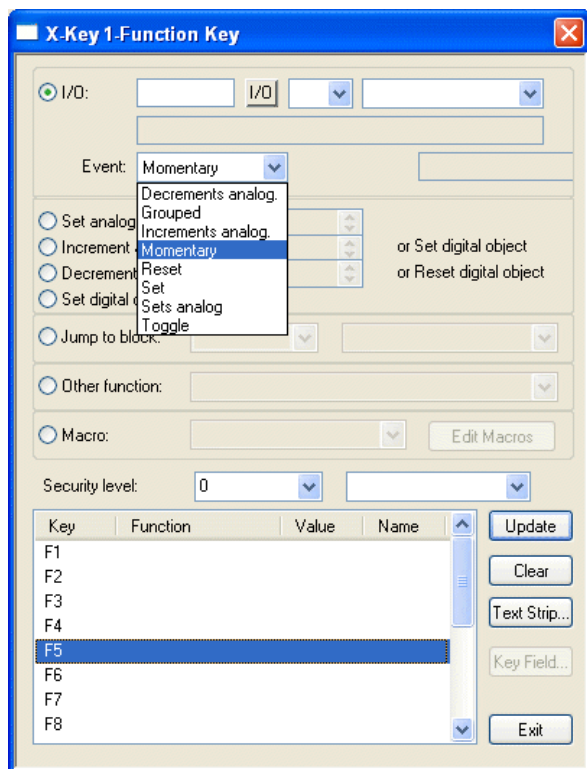 X-Key 1-Function Key
I/O: I/O
Event: Momentary
Decrements analog.
Grouped
Increments analog.
Momentary
Reset
Set
Sets analog
Toggle
Set analog
Increment or Set digital object
Decrement or Reset digital object
Set digital
Jump to block:
Other function:
Macro: Edit Macros
Security level: 0
Key Function Value Name
F1
F2
F3
F4
F5
F6
F7
F8
Update
Clear
Text Strip...
Key Field...
Exit